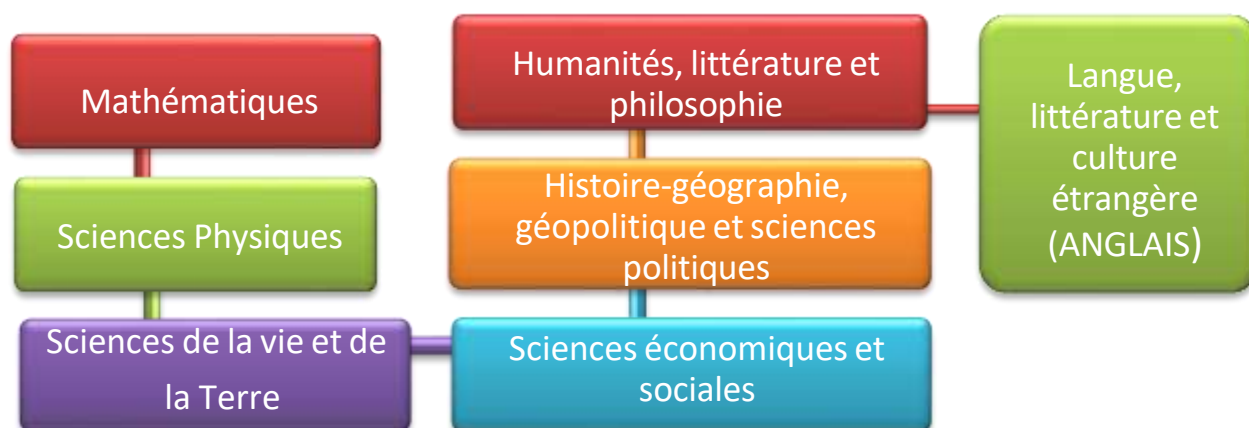 Mathématiques
Sciences Physiques
Sciences de la vie et de
la Terre
Sciences économiques et
sociales
Histoire-géographie,
géopolitique et sciences
politiques
Humanités, littérature et
philosophie
Langue,
littérature et
culture
étrangère
(ANGLAIS)